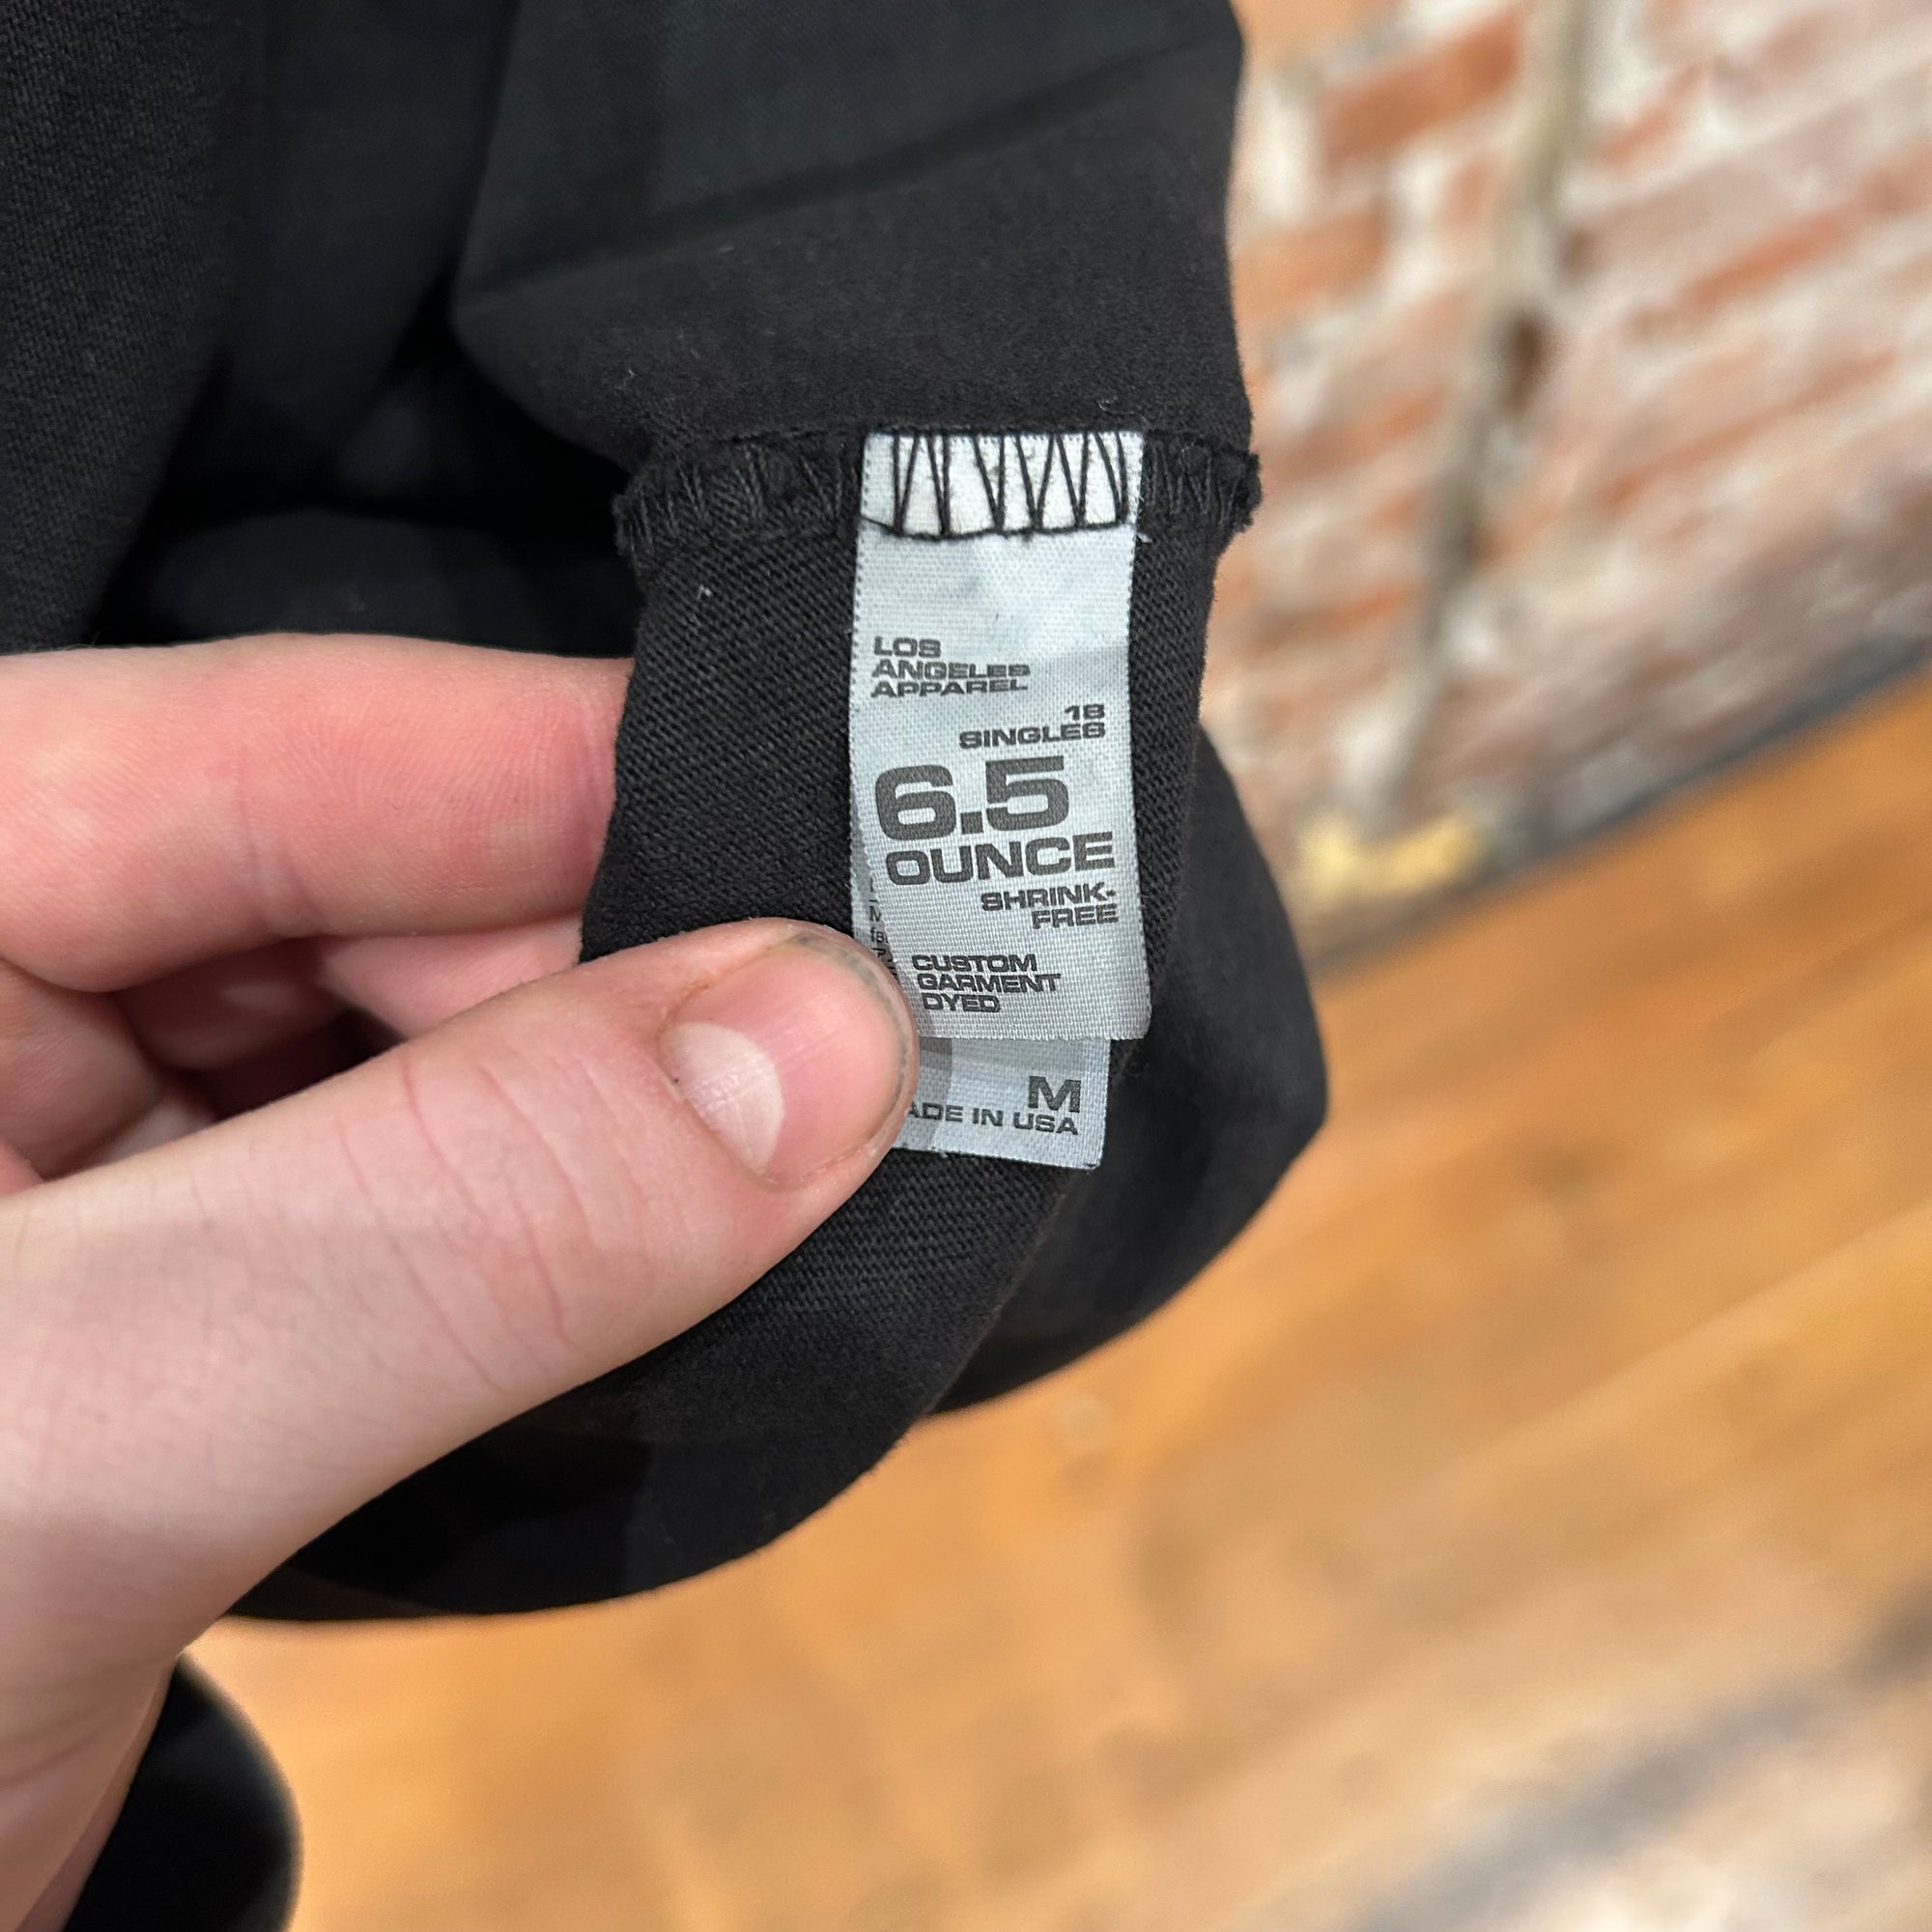 LOS
ANGELES
APPAREL
18
SINGLES
6.5
OUNCE
SHRINK-
FREE
CUSTOM
GARMENT
DYED
M
ADE IN USA